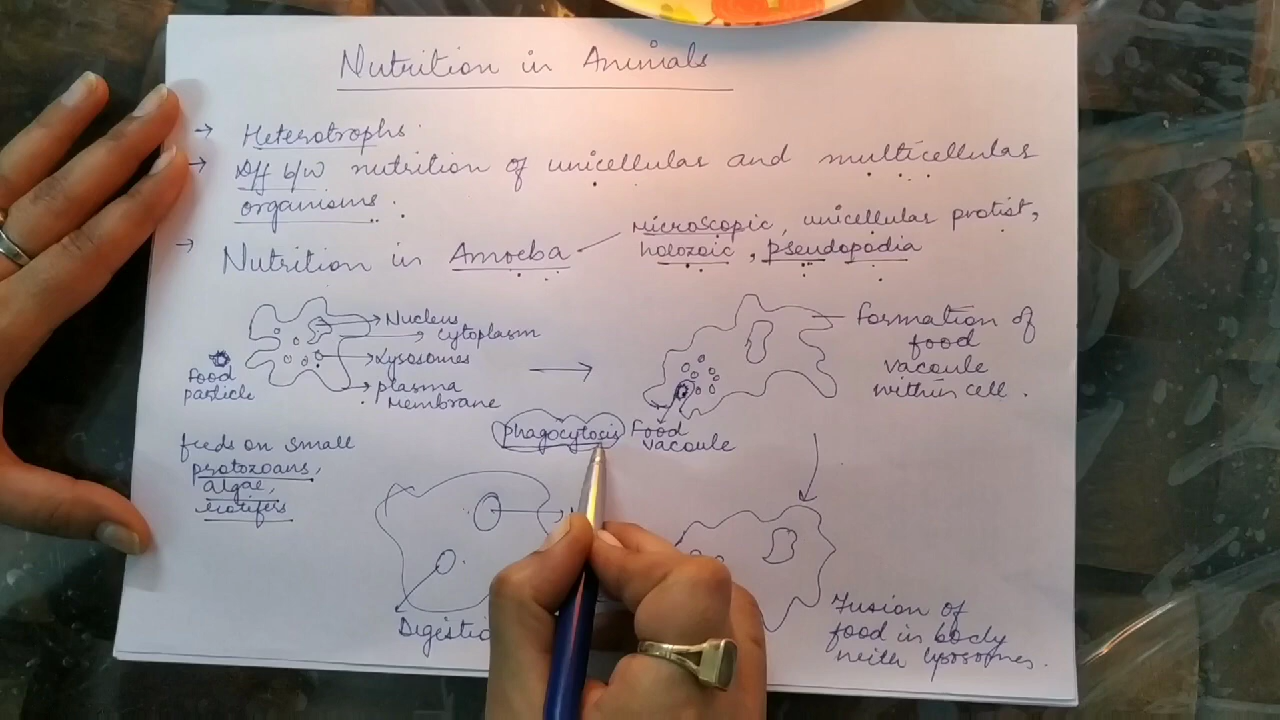 Nutrition in Animals
→ Heterotrophs.
→ Diff b/w nutrition of unicellular and multicellular
organisms.
→ Nutrition in Amoeba
microscopic, unicellular protist,
holozoic, pseudopodia
Nucleus
cytoplasm
Lysosomes
plasma
Membrane
Food
particle
Formation of
food
vacoule
within cell.
phagocytosis
Food
vacoule
feeds on small
protozoans,
algae,
rotifers
Fusion of
food in body
with lysosomes.